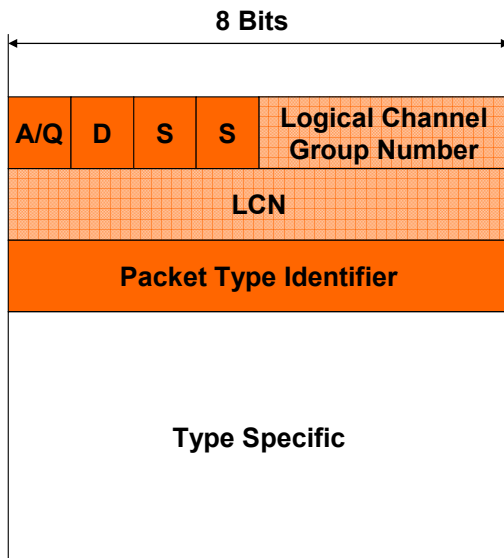 8 Bits
A/Q D S S Logical Channel
Group Number
LCN
Packet Type Identifier
Type Specific